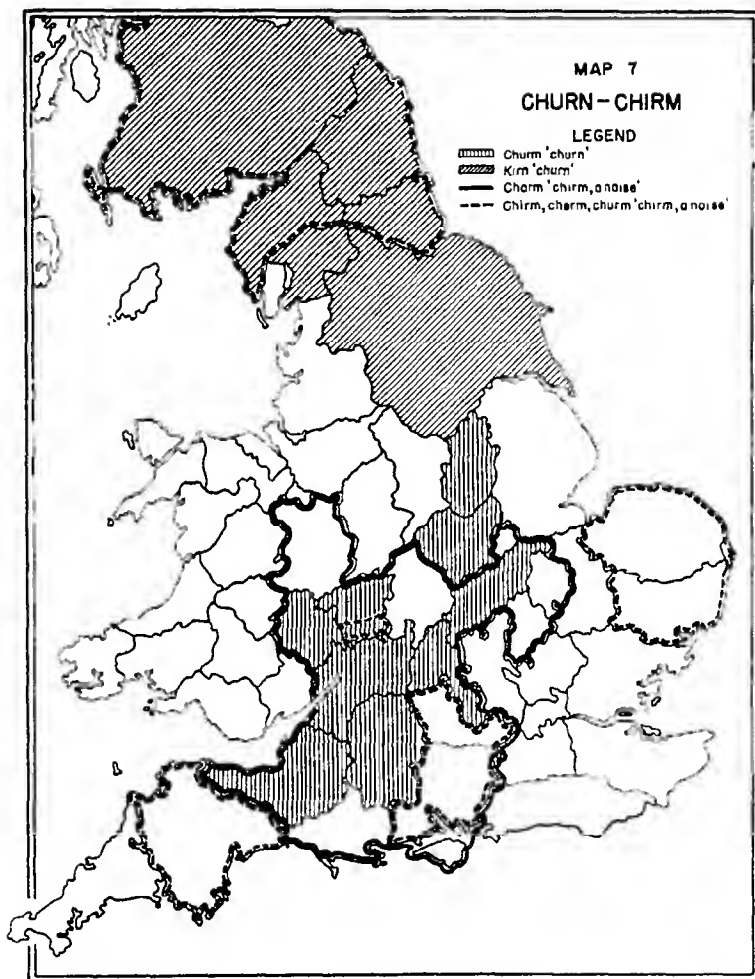 MAP 7
CHURN-CHIRM
LEGEND
Churm 'churn'
Kirn 'churn'
Charm 'chirm, a noise'
Chirm, charm, churm 'chirm, a noise'